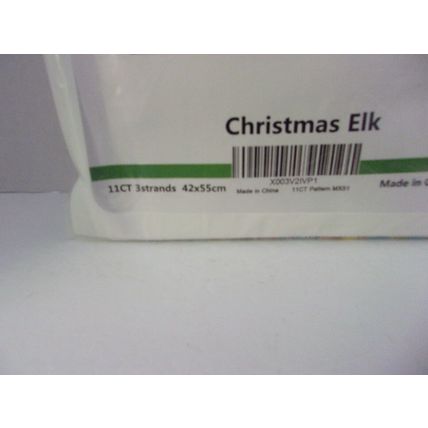 Christmas Elk
X003V2IVP1
11CT 3strands 42x55cm
Made in China 11CT Pattern MX51
Made in